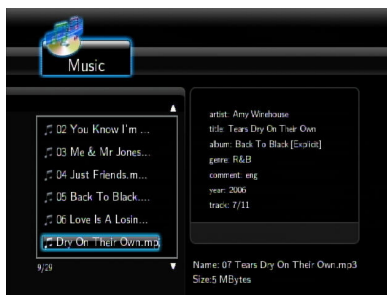 Music
02 You Know I'm ...
03 Me & Mr Jones...
04 Just Friends.m...
05 Back To Black....
06 Love Is A Losin...
Dry On Their Own.mp
9/29
artist: Amy Winehouse
title: Tears Dry On Their Own
album: Back To Black [Explicit]
genre: R&B
comment: eng
year: 2006
track: 7/11
Name: 07 Tears Dry On Their Own.mp3
Size:5 MBytes